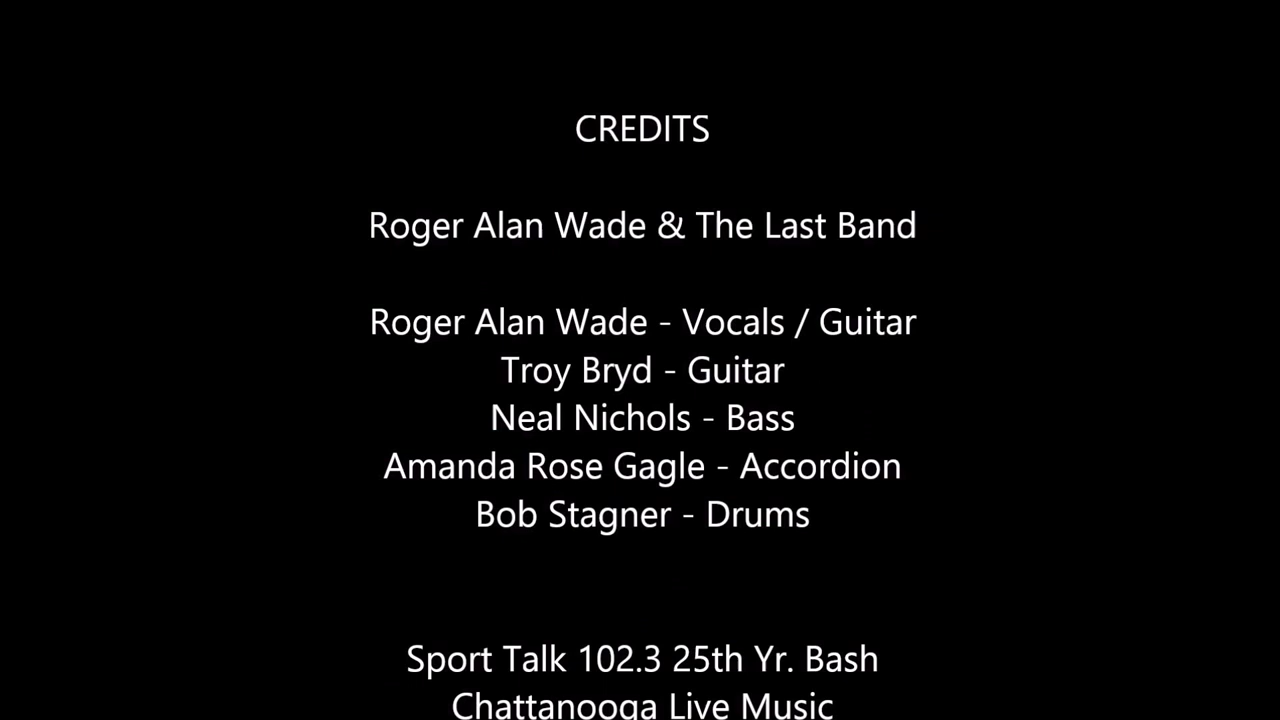 CREDITS
Roger Alan Wade & The Last Band
Roger Alan Wade - Vocals / Guitar
Troy Bryd - Guitar
Neal Nichols - Bass
Amanda Rose Gagle - Accordion
Bob Stagner - Drums
Sport Talk 102.3 25th Yr. Bash
Chattanooga Live Music